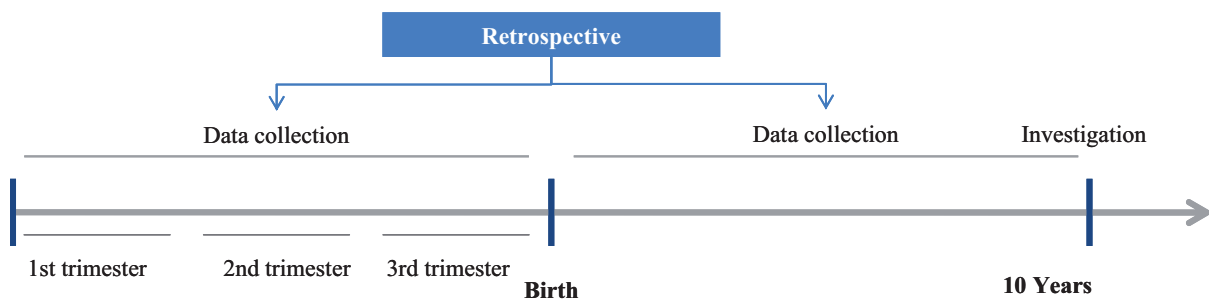 Retrospective
Data collection
Data collection
Investigation
1st trimester
2nd trimester
3rd trimester
Birth
10 Years